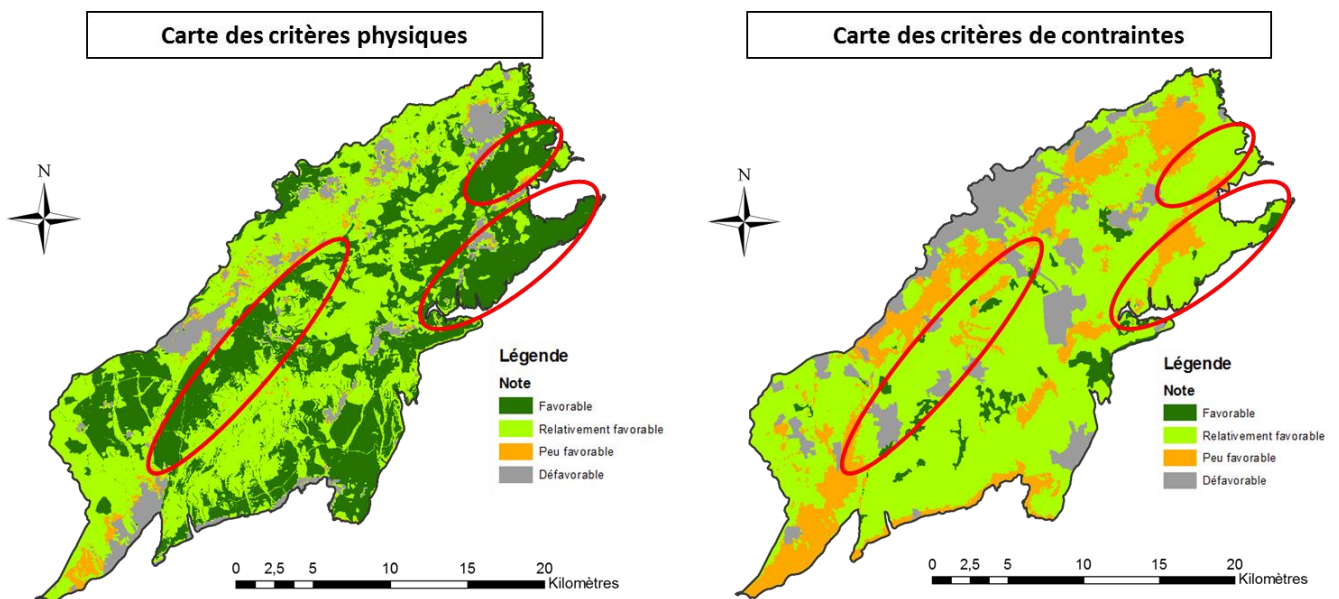 Carte des critères physiques
N
Légende
Note
Favorable
Relativement favorable
Peu favorable
Défavorable
0 2,5 5 10 15 20
Kilomètres
Carte des critères de contraintes
N
Légende
Note
Favorable
Relativement favorable
Peu favorable
Défavorable
0 2,5 5 10 15 20
Kilomètres